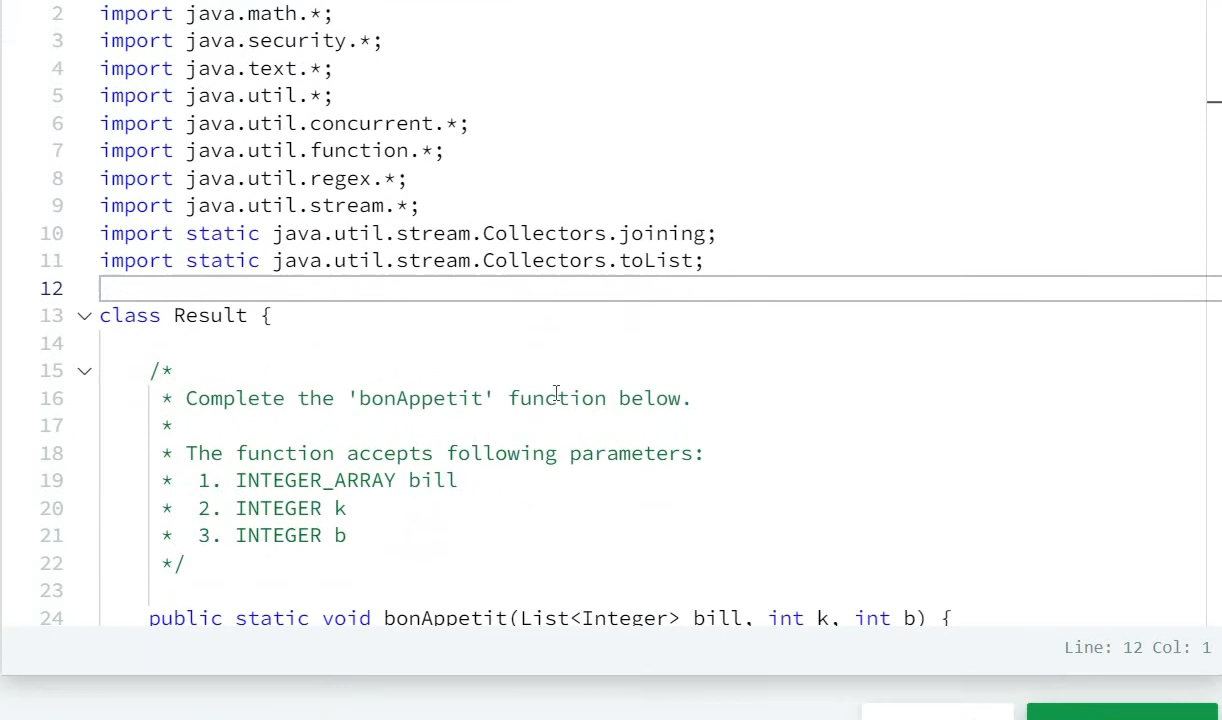 2 import java.math.*;
3 import java.security.*;
4 import java.text.*;
5 import java.util.*;
6 import java.util.concurrent.*;
7 import java.util.function.*;
8 import java.util.regex.*;
9 import java.util.stream.*;
10 import static java.util.stream.Collectors.joining;
11 import static java.util.stream.Collectors.toList;
12
13 class Result {
14
15 /*
16 * Complete the 'bonAppetit' function below.
17 *
18 * The function accepts following parameters:
19 * 1. INTEGER_ARRAY bill
20 * 2. INTEGER k
21 * 3. INTEGER b
22 */
23
24 public static void bonAppetit(List<Integer> bill, int k, int b) {
Line: 12 Col: 1